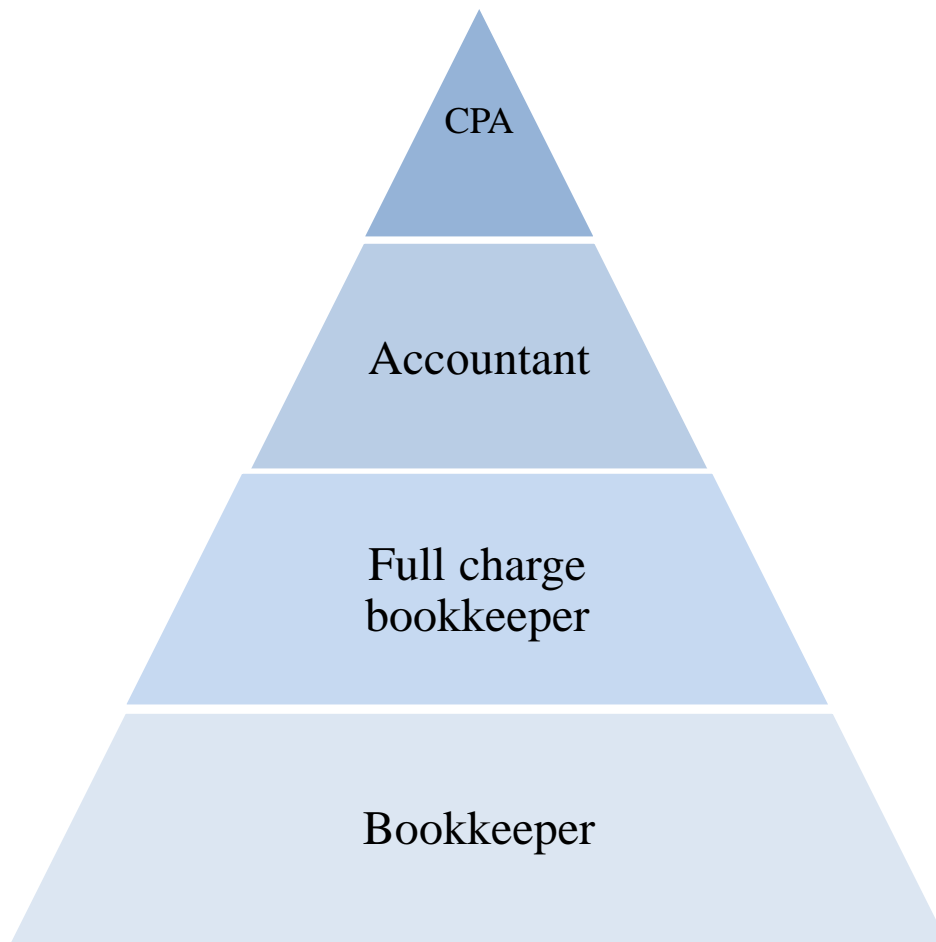 CPA
Accountant
Full charge
bookkeeper
Bookkeeper